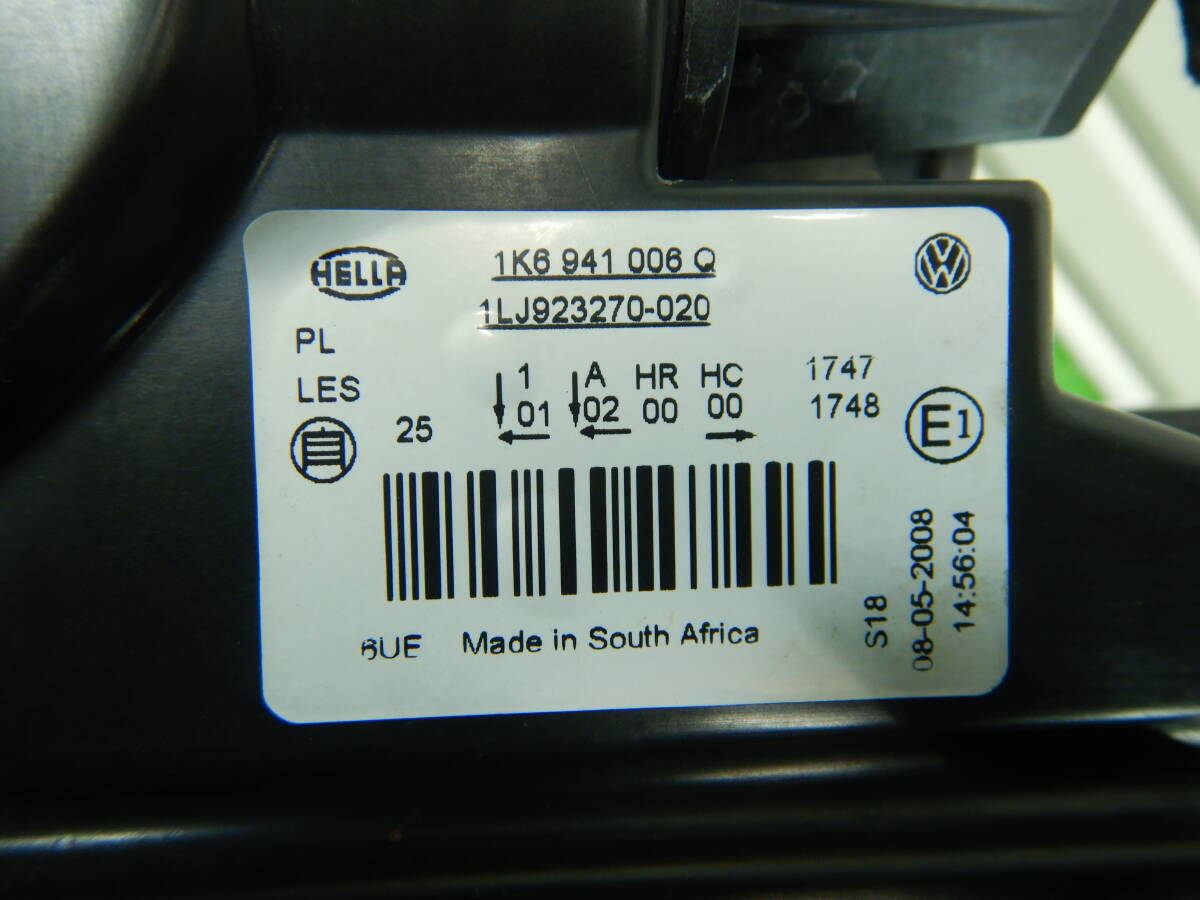 HELLA
1K6 941 006 Q
1LJ923270-020
PL
LES
1 A HR HC 1747
01 02 00 00 1748
25
E1
6UE Made in South Africa
S18
08-05-2008
14:56:04